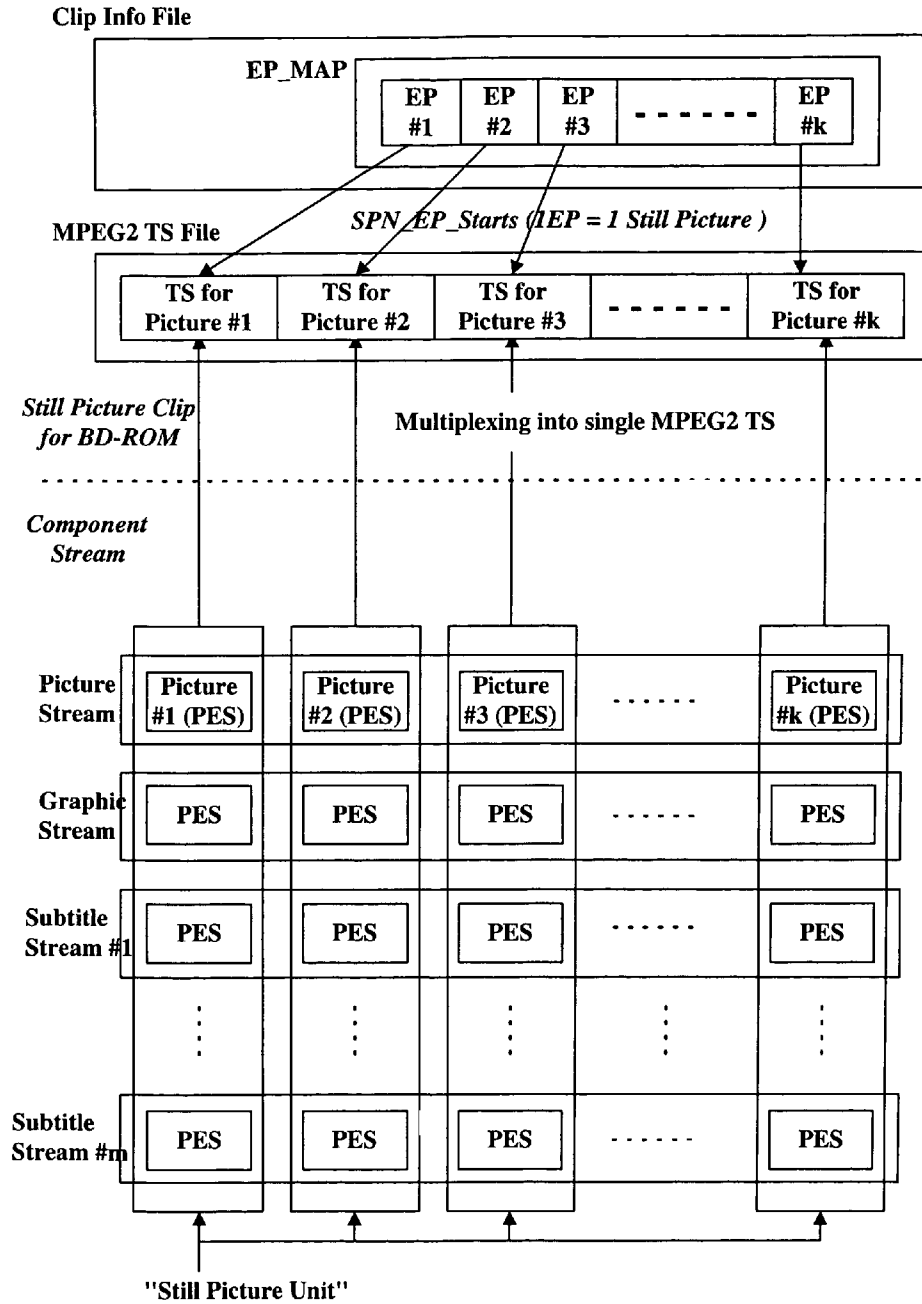 Clip Info File
EP_MAP
EP #1
EP #2
EP #3
EP #k
SPN_EP_Starts (1EP = 1 Still Picture )
MPEG2 TS File
TS for Picture #1
TS for Picture #2
TS for Picture #3
TS for Picture #k
Still Picture Clip for BD-ROM
Multiplexing into single MPEG2 TS
Component Stream
Picture Stream
Picture #1 (PES)
Picture #2 (PES)
Picture #3 (PES)
Picture #k (PES)
Graphic Stream
PES
PES
PES
PES
Subtitle Stream #1
PES
PES
PES
PES
Subtitle Stream #m
PES
PES
PES
PES
"Still Picture Unit"